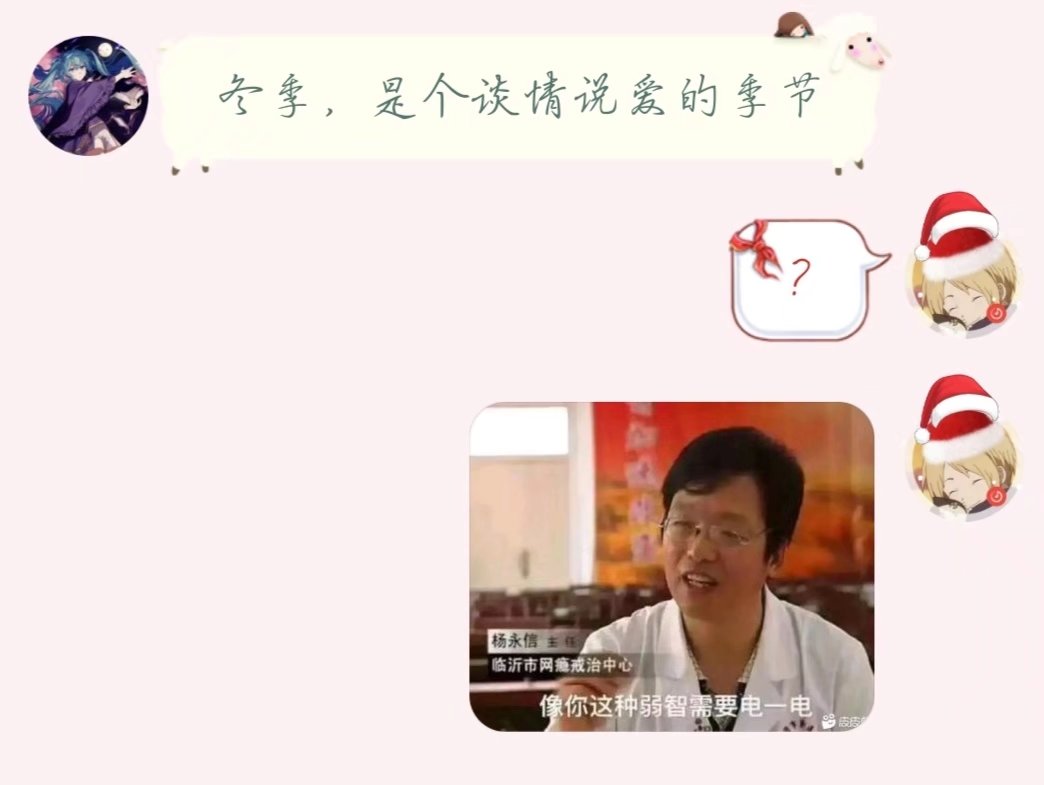 冬季，是个谈情说爱的季节
?
杨永信 主任
临沂市网瘾戒治中心
像你这种弱智需要电一电